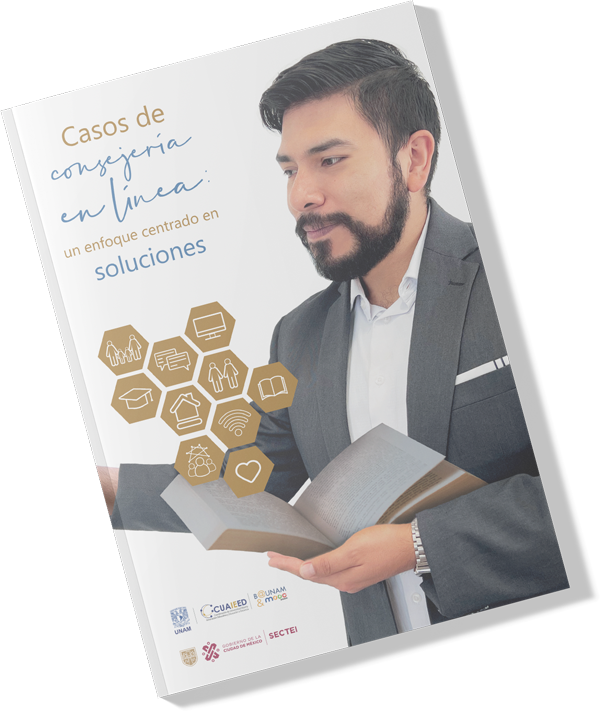 Casos de
consejería
en línea:
un enfoque centrado en
soluciones
UNAM
CUAIEED
B@UNAM
& mapa
GOBIERNO DE LA
CIUDAD DE MÉXICO
SECTEI